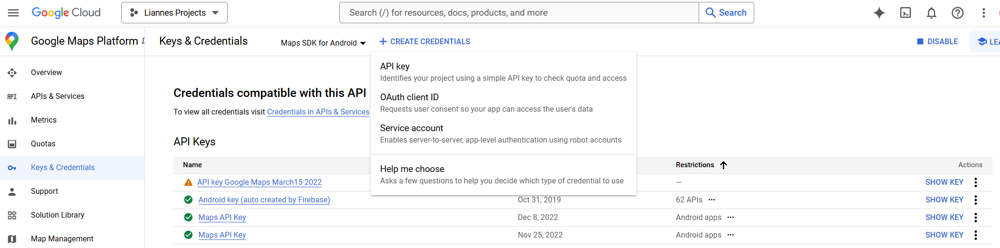 Google Cloud
Liannes Projects
Search (/) for resources, docs, products, and more
Search
Google Maps Platform
Keys & Credentials
Maps SDK for Android
CREATE CREDENTIALS
DISABLE
Overview
APIs & Services
Metrics
Quotas
Keys & Credentials
Support
Solution Library
Map Management
API key
Identifies your project using a simple API key to check quota and access
OAuth client ID
Requests user consent so your app can access the user's data
Service account
Enables server-to-server, app-level authentication using robot accounts
Help me choose
Asks a few questions to help you decide which type of credential to use
Credentials compatible with this API
To view all credentials visit Credentials in APIs & Services
API Keys
Name Restrictions Actions
API key Google Maps March15 2022 — SHOW KEY
Android key (auto created by Firebase) Oct 31, 2019 62 APIs ... SHOW KEY
Maps API Key Dec 8, 2022 Android apps ... SHOW KEY
Maps API Key Nov 25, 2022 Android apps ... SHOW KEY